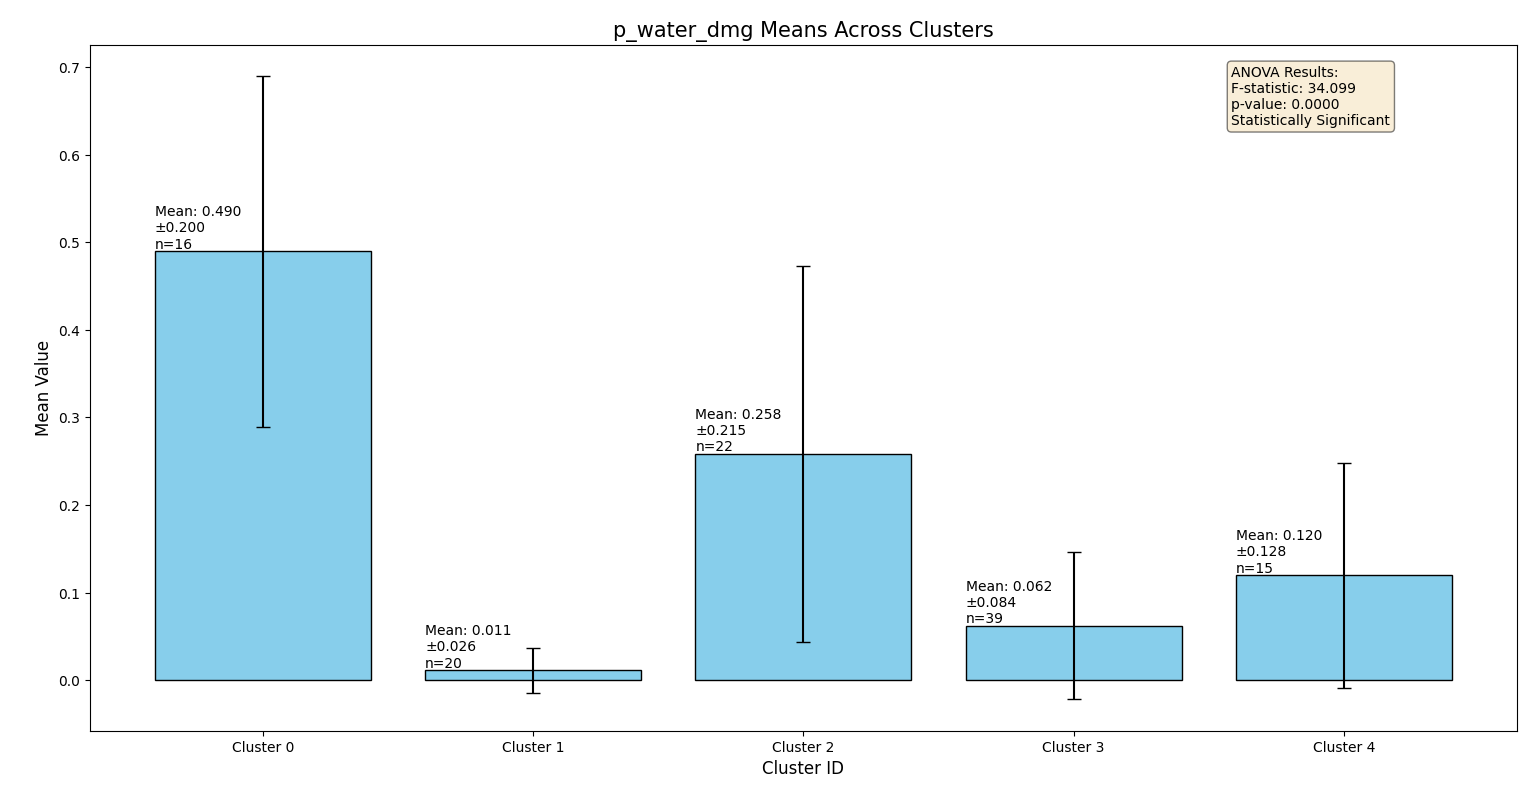 p_water_dmg Means Across Clusters
ANOVA Results:
F-statistic: 34.099
p-value: 0.0000
Statistically Significant
Mean Value
0.7
0.6
0.5
0.4
0.3
0.2
0.1
0.0
Mean: 0.490
±0.200
n=16
Mean: 0.011
±0.026
n=20
Mean: 0.258
±0.215
n=22
Mean: 0.062
±0.084
n=39
Mean: 0.120
±0.128
n=15
Cluster 0
Cluster 1
Cluster 2
Cluster 3
Cluster 4
Cluster ID